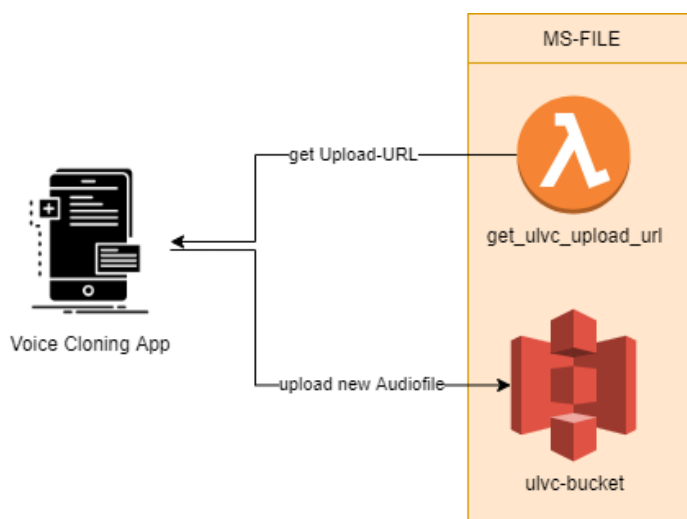 MS-FILE
get Upload-URL
get_ulvc_upload_url
Voice Cloning App
upload new Audiofile
ulvc-bucket